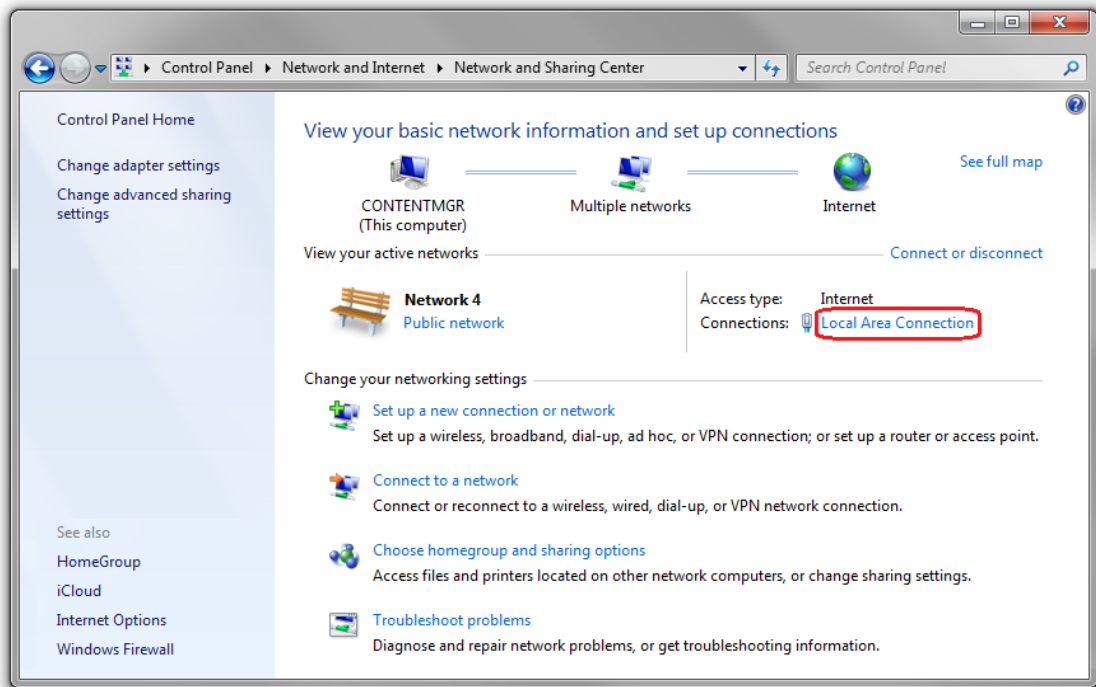 Control Panel Network and Internet Network and Sharing Center Search Control Panel
Control Panel Home
Change adapter settings
Change advanced sharing
settings
View your basic network information and set up connections
See full map
CONTENTMGR
(This computer)
Multiple networks
Internet
View your active networks
Connect or disconnect
Network 4
Public network
Access type: Internet
Connections: Local Area Connection
Change your networking settings
Set up a new connection or network
Set up a wireless, broadband, dial-up, ad hoc, or VPN connection; or set up a router or access point.
Connect to a network
Connect or reconnect to a wireless, wired, dial-up, or VPN network connection.
Choose homegroup and sharing options
Access files and printers located on other network computers, or change sharing settings.
Troubleshoot problems
Diagnose and repair network problems, or get troubleshooting information.
See also
HomeGroup
iCloud
Internet Options
Windows Firewall